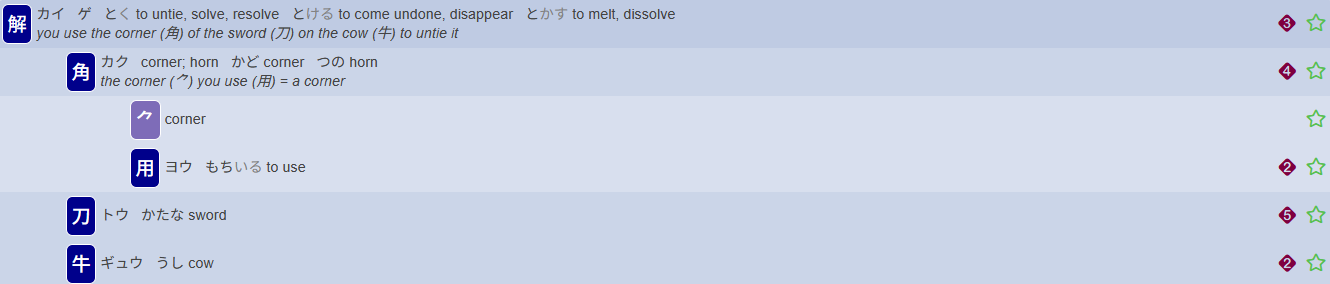 解 カイ ゲ とく to untie, solve, resolve とける to come undone, disappear とかす to melt, dissolve 3
you use the corner (角) of the sword (刀) on the cow (牛) to untie it
角 カク corner; horn かど corner つの horn 4
the corner (⺈) you use (用) = a corner
⺈ corner
用 ヨウ もちいる to use 2
刀 トウ かたな sword 5
牛 ギュウ うし cow 2